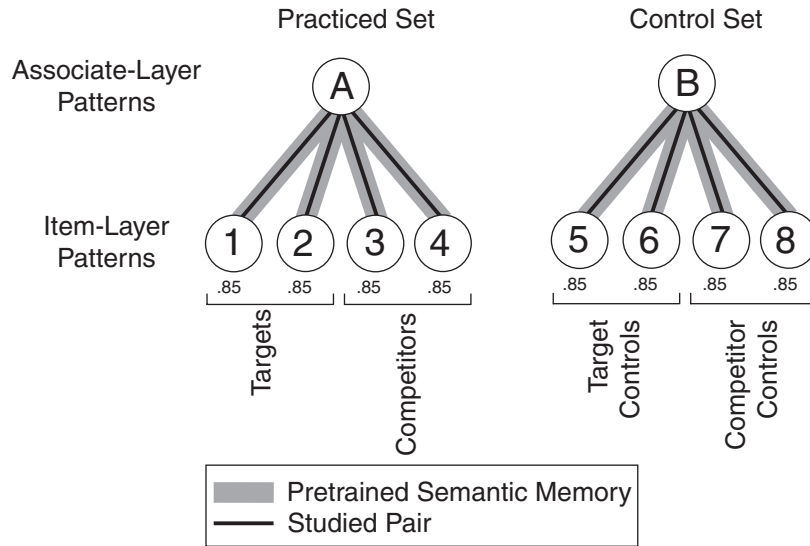 Practiced Set
Control Set
Associate-Layer
Patterns
A
B
Item-Layer
Patterns
1
2
3
4
5
6
7
8
.85
.85
.85
.85
.85
.85
.85
.85
Targets
Competitors
Target
Controls
Competitor
Controls
Pretrained Semantic Memory
Studied Pair